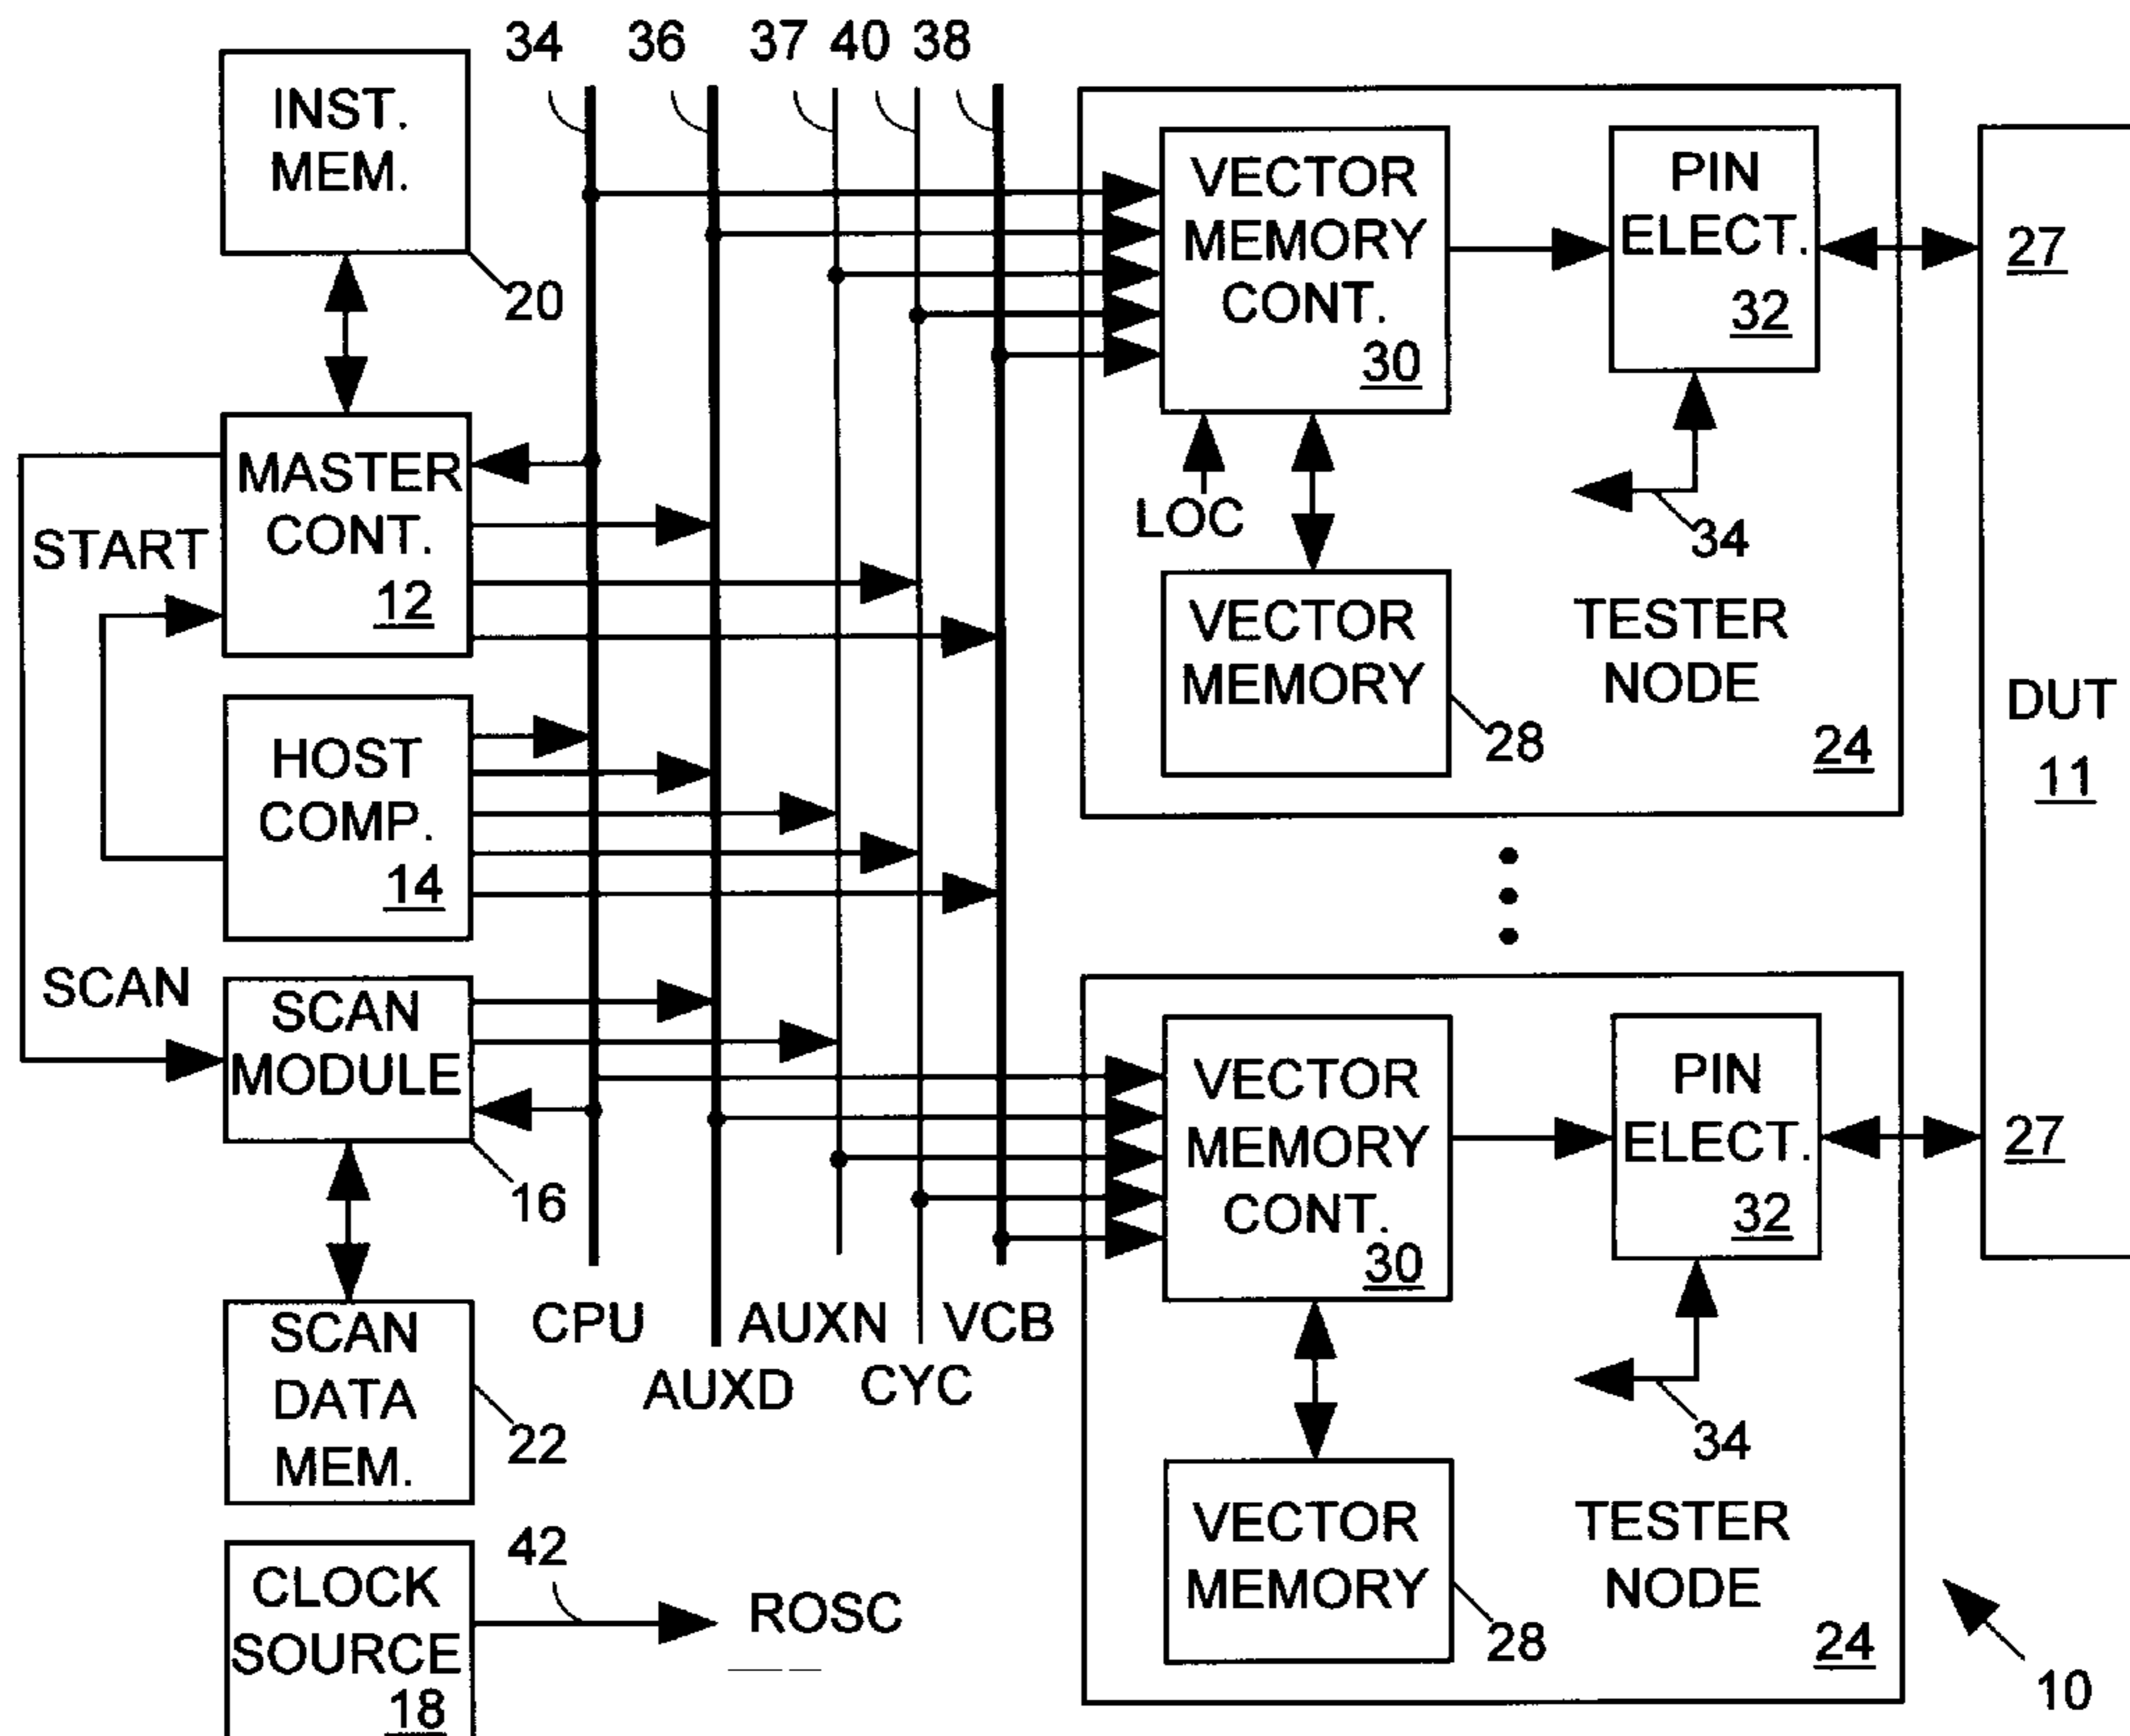 34 36 37 40 38
INST.
MEM.
20
MASTER
CONT.
12
START
HOST
COMP.
14
SCAN
SCAN
MODULE
16
SCAN
DATA
MEM.
22
CLOCK
SOURCE
18
42
ROSC
CPU
AUXD
AUXN
CYC
VCB
VECTOR
MEMORY
CONT.
30
PIN
ELECT.
32
LOC
34
VECTOR
MEMORY
28
TESTER
NODE
24
27
DUT
11
27
VECTOR
MEMORY
CONT.
30
PIN
ELECT.
32
34
VECTOR
MEMORY
28
TESTER
NODE
24
10